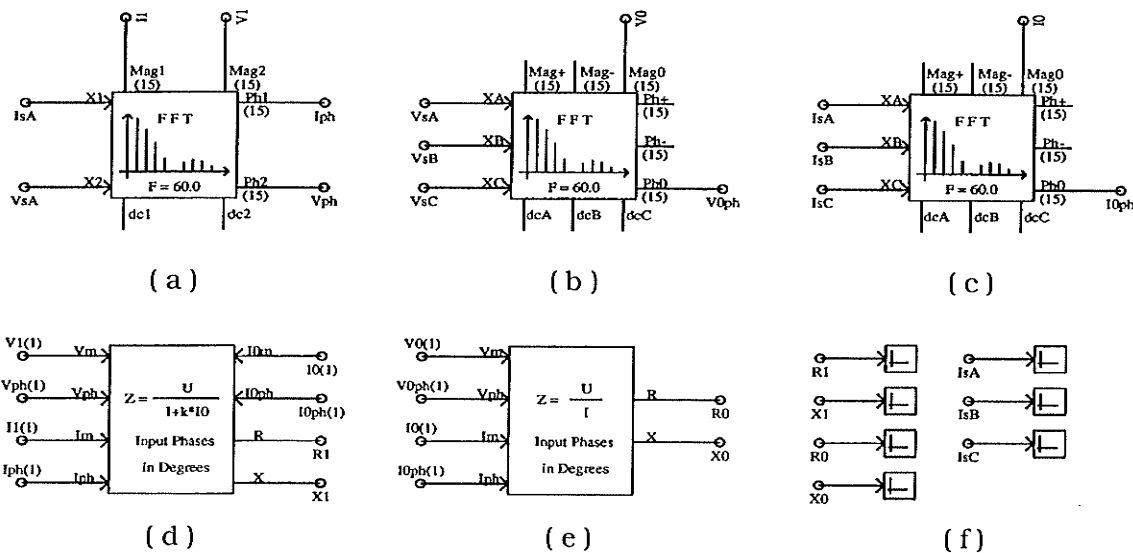 I1
V1
Mag1
(15)
Mag2
(15)
X1
IsA
Ph1
(15)
Iph
FFT
X2
VsA
F = 60.0
Ph2
(15)
Vph
dc1
dc2
(a)
V0
Mag+
(15)
Mag-
(15)
Mag0
(15)
XA
VsA
Ph+
(15)
FFT
XB
VsB
Ph-
(15)
XC
VsC
F = 60.0
Ph0
(15)
V0ph
dcA
dcB
dcC
(b)
I0
Mag+
(15)
Mag-
(15)
Mag0
(15)
XA
IsA
Ph+
(15)
FFT
XB
IsB
Ph-
(15)
XC
IsC
F = 60.0
Ph0
(15)
I0ph
dcA
dcB
dcC
(c)
V1(1)
Vm
I0m
I0(1)
Vph(1)
Vph
Z = U
I+k*I0
I0ph
I0ph(1)
I1(1)
Im
Input Phases
R
R1
Iph(1)
Iph
in Degrees
X
X1
(d)
V0(1)
Vm
V0ph(1)
Vph
Z = U
I
R
R0
I0(1)
Im
Input Phases
X
X0
I0ph(1)
Iph
in Degrees
(e)
R1
IsA
X1
IsB
R0
IsC
X0
(f)